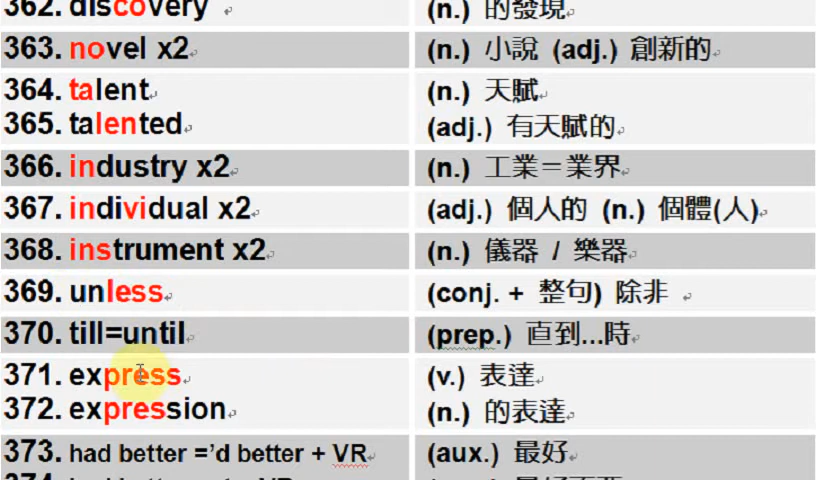 362. discovery (n.) 的發現
363. novel x2 (n.) 小說 (adj.) 創新的
364. talent (n.) 天賦
365. talented (adj.) 有天賦的
366. industry x2 (n.) 工業＝業界
367. individual x2 (adj.) 個人的 (n.) 個體(人)
368. instrument x2 (n.) 儀器 / 樂器
369. unless (conj. + 整句) 除非
370. till=until (prep.) 直到...時
371. express (v.) 表達
372. expression (n.) 的表達
373. had better =’d better + VR (aux.) 最好